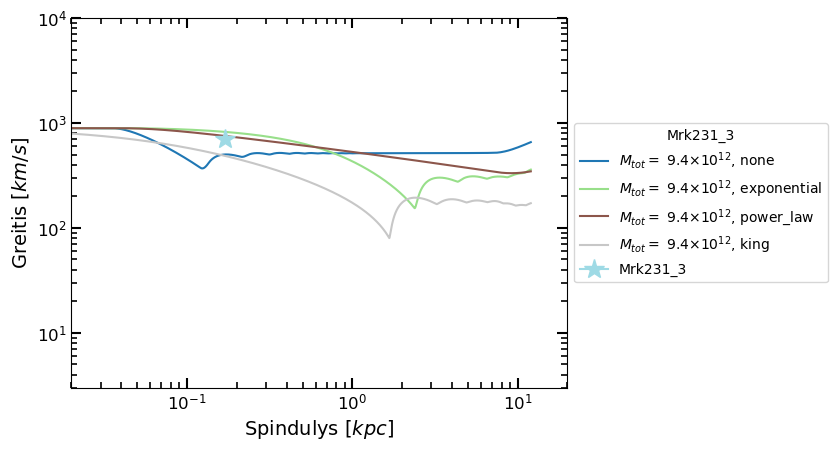 10⁴
10³
10²
10¹
Greitis [km/s]
10⁻¹
10⁰
10¹
Spindulys [kpc]
Mrk231_3
M_tot = 9.4×10¹², none
M_tot = 9.4×10¹², exponential
M_tot = 9.4×10¹², power_law
M_tot = 9.4×10¹², king
Mrk231_3